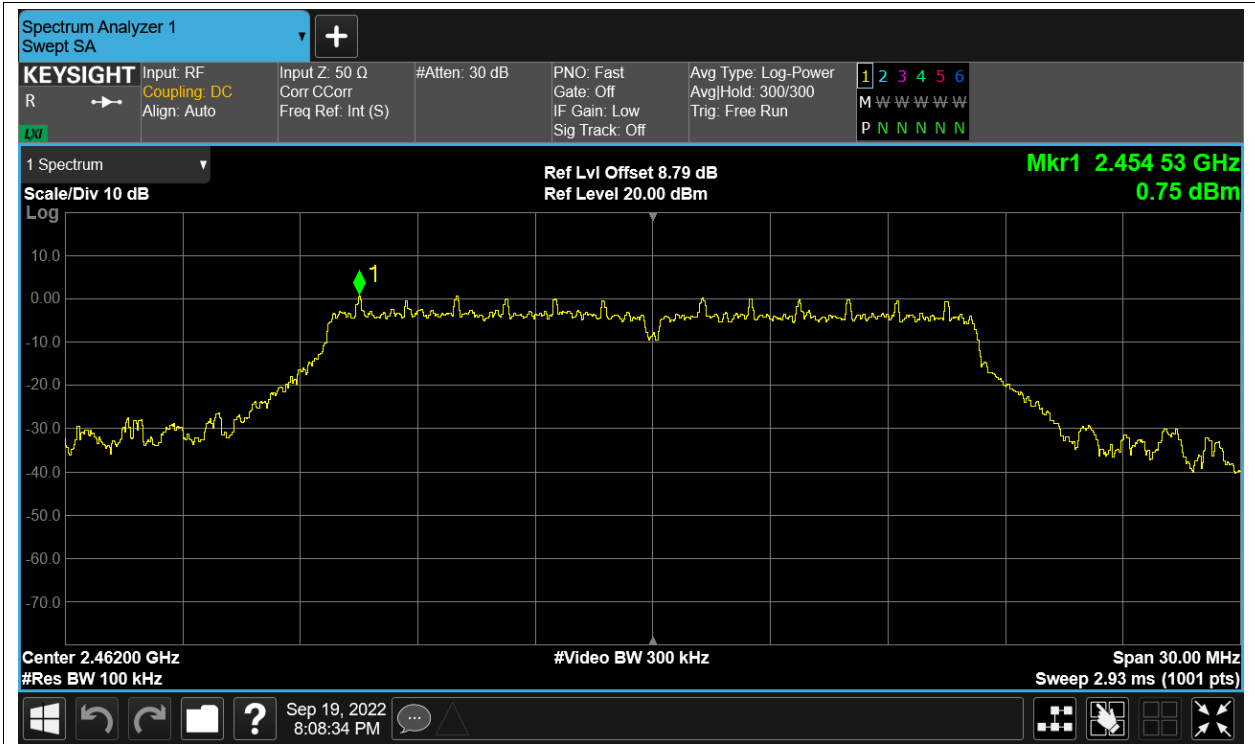 Spectrum Analyzer 1
Swept SA
KEYSIGHT
R
LXI
Input: RF
Coupling: DC
Align: Auto
Input Z: 50 Ω
Corr CCorr
Freq Ref: Int (S)
#Atten: 30 dB
PNO: Fast
Gate: Off
IF Gain: Low
Sig Track: Off
Avg Type: Log-Power
Avg|Hold: 300/300
Trig: Free Run
1 2 3 4 5 6
M W W W W W
P N N N N N
1 Spectrum
Scale/Div 10 dB
Log
Ref Lvl Offset 8.79 dB
Ref Level 20.00 dBm
Mkr1 2.454 53 GHz
0.75 dBm
1
10.0
0.00
-10.0
-20.0
-30.0
-40.0
-50.0
-60.0
-70.0
Center 2.46200 GHz
#Res BW 100 kHz
#Video BW 300 kHz
Span 30.00 MHz
Sweep 2.93 ms (1001 pts)
?
Sep 19, 2022
8:08:34 PM